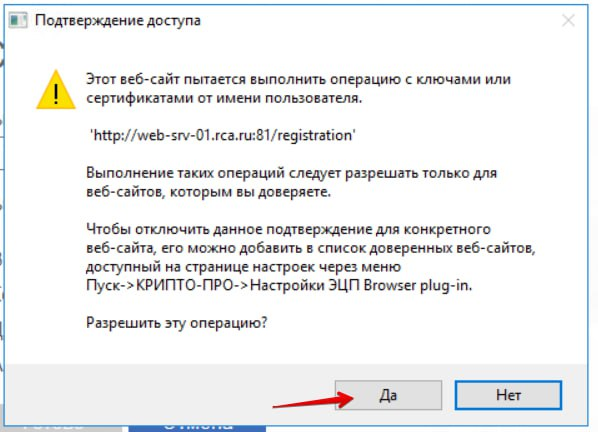 Подтверждение доступа
Этот веб-сайт пытается выполнить операцию с ключами или
сертификатами от имени пользователя.
'http://web-srv-01.rca.ru:81/registration'
Выполнение таких операций следует разрешать только для
веб-сайтов, которым вы доверяете.
Чтобы отключить данное подтверждение для конкретного
веб-сайта, его можно добавить в список доверенных веб-сайтов,
доступный на странице настроек через меню
Пуск->КРИПТО-ПРО->Настройки ЭЦП Browser plug-in.
Разрешить эту операцию?
Да
Нет